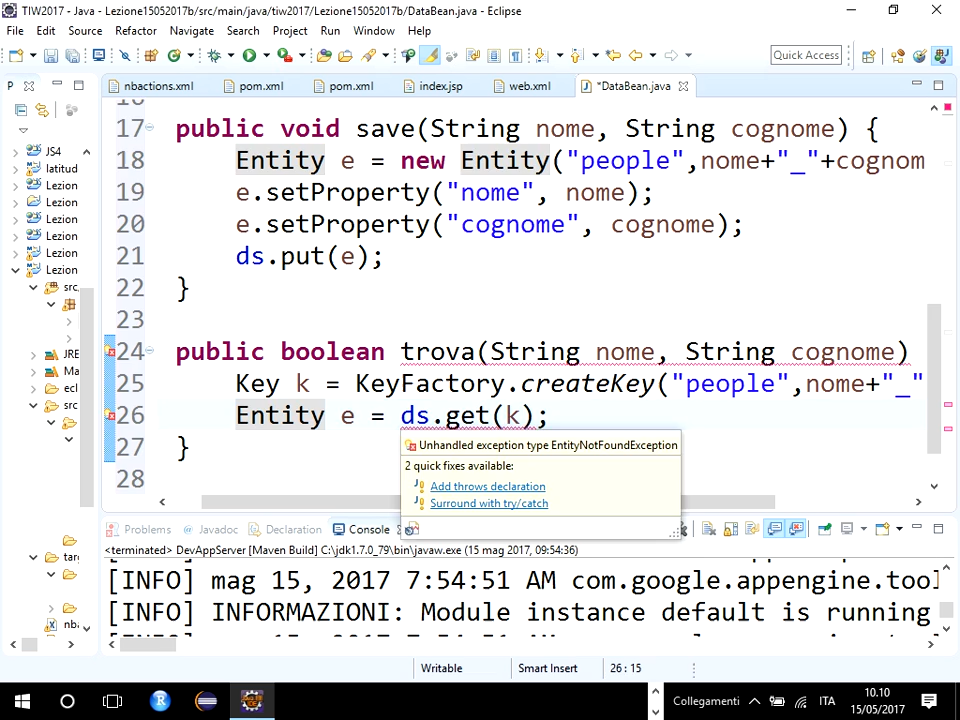 TIW2017 - Java - Lezione15052017b/src/main/java/tiw2017/Lezione15052017b/DataBean.java - Eclipse
File Edit Source Refactor Navigate Search Project Run Window Help
Quick Access
P
nbactions.xml pom.xml pom.xml index.jsp web.xml *DataBean.java
JS4
latitud
Lezion
Lezion
Lezion
Lezion
Lezion
Lezion
src
JRE
Ma
ecl
src
tarc
nba
17 public void save(String nome, String cognome) {
18 Entity e = new Entity("people",nome+"_"+cognom
19 e.setProperty("nome", nome);
20 e.setProperty("cognome", cognome);
21 ds.put(e);
22 }
23
24 public boolean trova(String nome, String cognome)
25 Key k = KeyFactory.createKey("people",nome+"_"
26 Entity e = ds.get(k);
27 }
28
Unhandled exception type EntityNotFoundException
2 quick fixes available:
Add throws declaration
Surround with try/catch
Problems Javadoc Declaration Console
<terminated> DevAppServer [Maven Build] C:\jdk1.7.0_79\bin\javaw.exe (15 mag 2017, 09:54:36)
[INFO] mag 15, 2017 7:54:51 AM com.google.appengine.tool
[INFO] INFORMAZIONI: Module instance default is running
Writable Smart Insert 26 : 15
Collegamenti ITA 10.10
15/05/2017